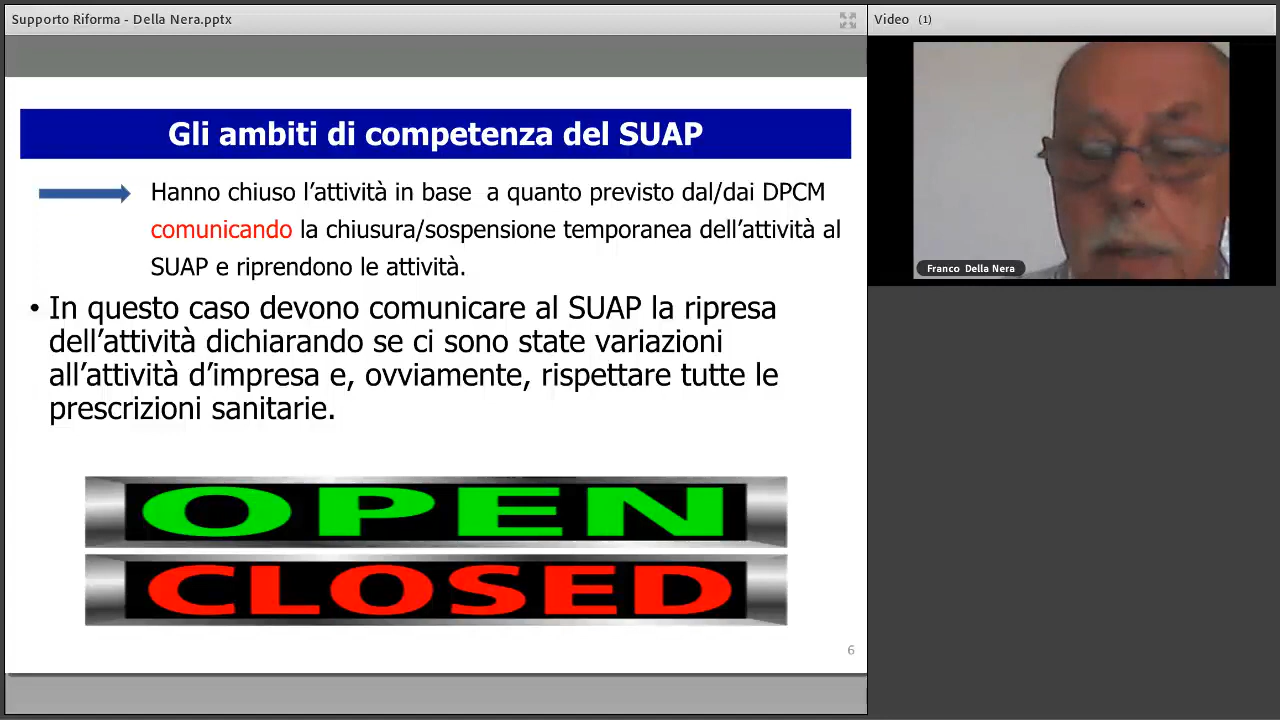 Supporto Riforma - Della Nera.pptx
Video (1)
Gli ambiti di competenza del SUAP
Hanno chiuso l'attività in base a quanto previsto dal/dai DPCM
comunicando la chiusura/sospensione temporanea dell'attività al
SUAP e riprendono le attività.
• In questo caso devono comunicare al SUAP la ripresa
dell'attività dichiarando se ci sono state variazioni
all'attività d'impresa e, ovviamente, rispettare tutte le
prescrizioni sanitarie.
OPEN
CLOSED
6
Franco Della Nera